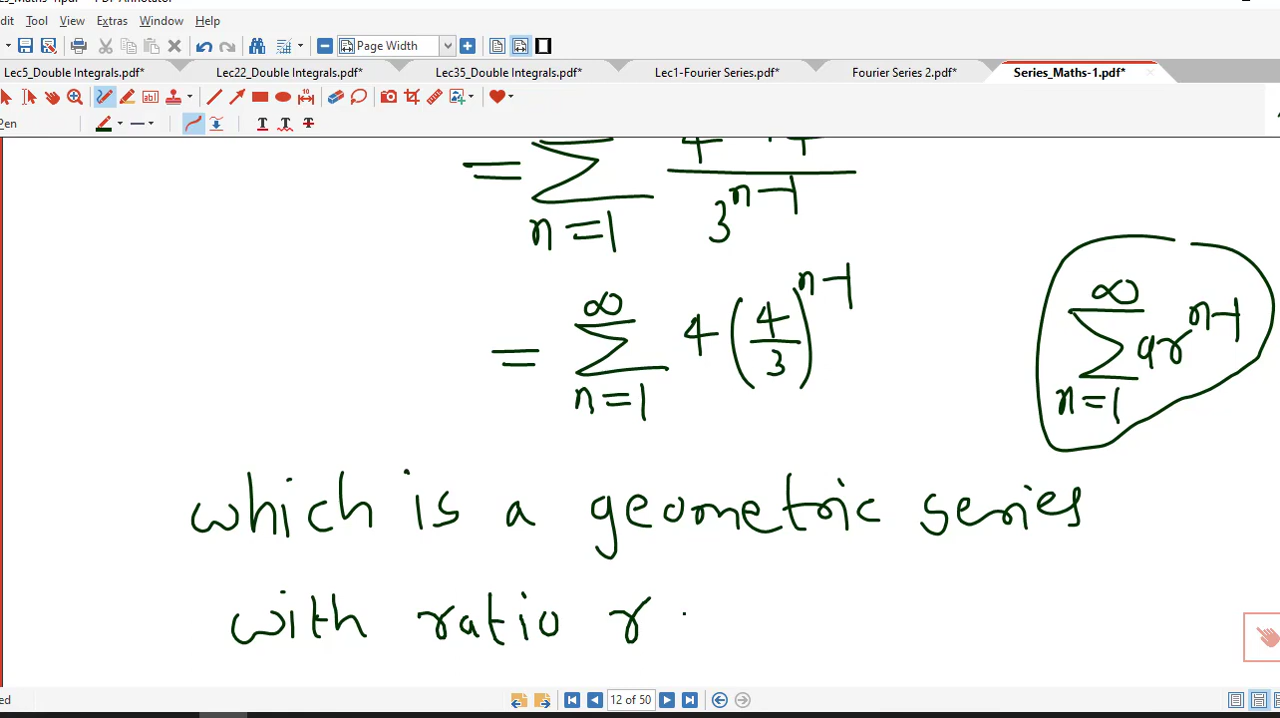 dit Tool View Extras Window Help
Page Width
Lec5_Double Integrals.pdf* Lec22_Double Integrals.pdf* Lec35_Double Integrals.pdf* Lec1-Fourier Series.pdf* Fourier Series 2.pdf* Series_Maths-1.pdf*
Pen
= ∑ n=1 / 3^{n-1}
= ∑_{n=1}^{∞} 4 (4/3)^{n-1}
∑_{n=1}^{∞} ar^{n-1}
which is a geometric series
with ratio r
12 of 50